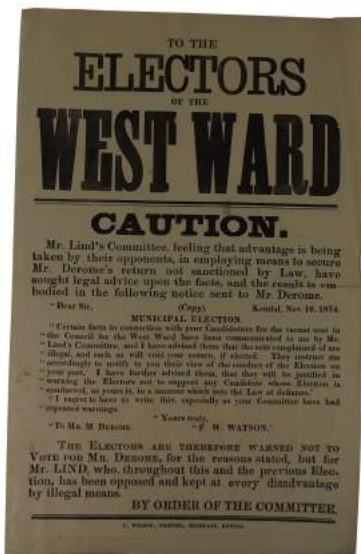 TO THE
ELECTORS
OF THE
WEST WARD
CAUTION.
Mr. Lind's Committee, feeling that advantage is being
taken by their opponents, in employing means to secure
Mr. Derome's return not sanctioned by Law, have
sought legal advice upon the facts, and the result is em-
bodied in the following notice sent to Mr. Derome.
"Dear Sir, (Copy) Kendal, Nov. 19, 1874.
MUNICIPAL ELECTION.
"Certain facts in connection with your Candidature for the vacant seat in
"the Council for the West Ward have been communicated to me by Mr.
"Lind's Committee, and I have advised them that the acts complained of are
"illegal, and such as will void your return, if elected. They instruct me
"accordingly to notify to you their view of the conduct of the Election on
"your part. I have further advised them, that they will be justified in
"warning the Electors not to support any Candidate whose Election is
"conducted, as yours is, in a manner which sets the Law at defiance."
"I regret to have to write this, especially as your Committee have had
"repeated warnings.
"Yours truly,
"To MR. M. DEROME. W. WATSON."
THE ELECTORS ARE THEREFORE WARNED NOT TO
VOTE FOR MR. DEROME, for the reasons stated, but for
Mr. LIND, who, throughout this and the previous Elec-
tion, has been opposed and kept at every disadvantage
by illegal means.
BY ORDER OF THE COMMITTEE.
T. WILSON, PRINTER, HIGHGATE, KENDAL